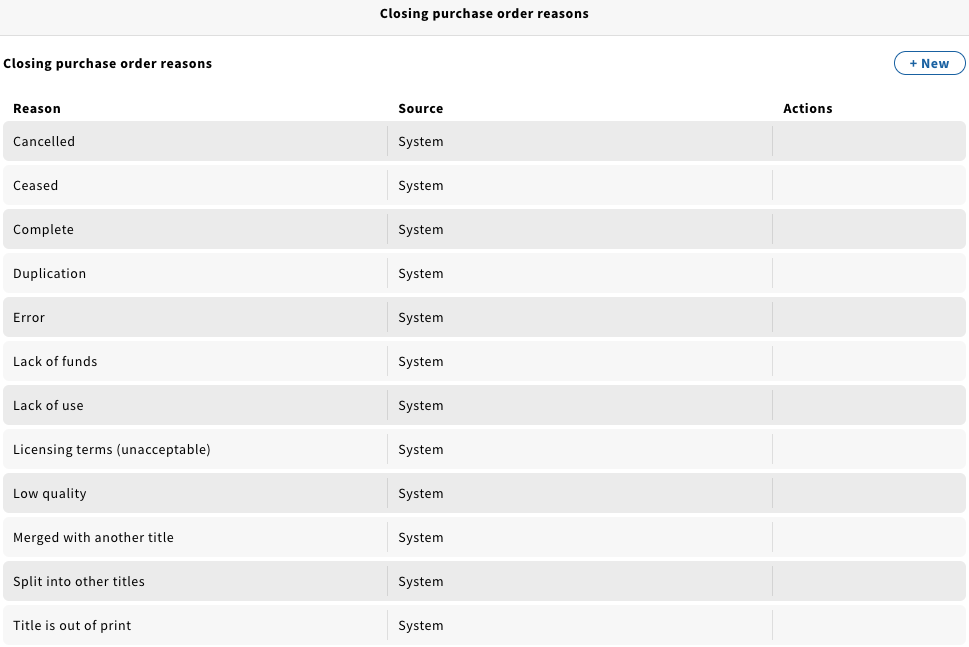 Closing purchase order reasons
Closing purchase order reasons + New
Reason Source Actions
Cancelled System
Ceased System
Complete System
Duplication System
Error System
Lack of funds System
Lack of use System
Licensing terms (unacceptable) System
Low quality System
Merged with another title System
Split into other titles System
Title is out of print System